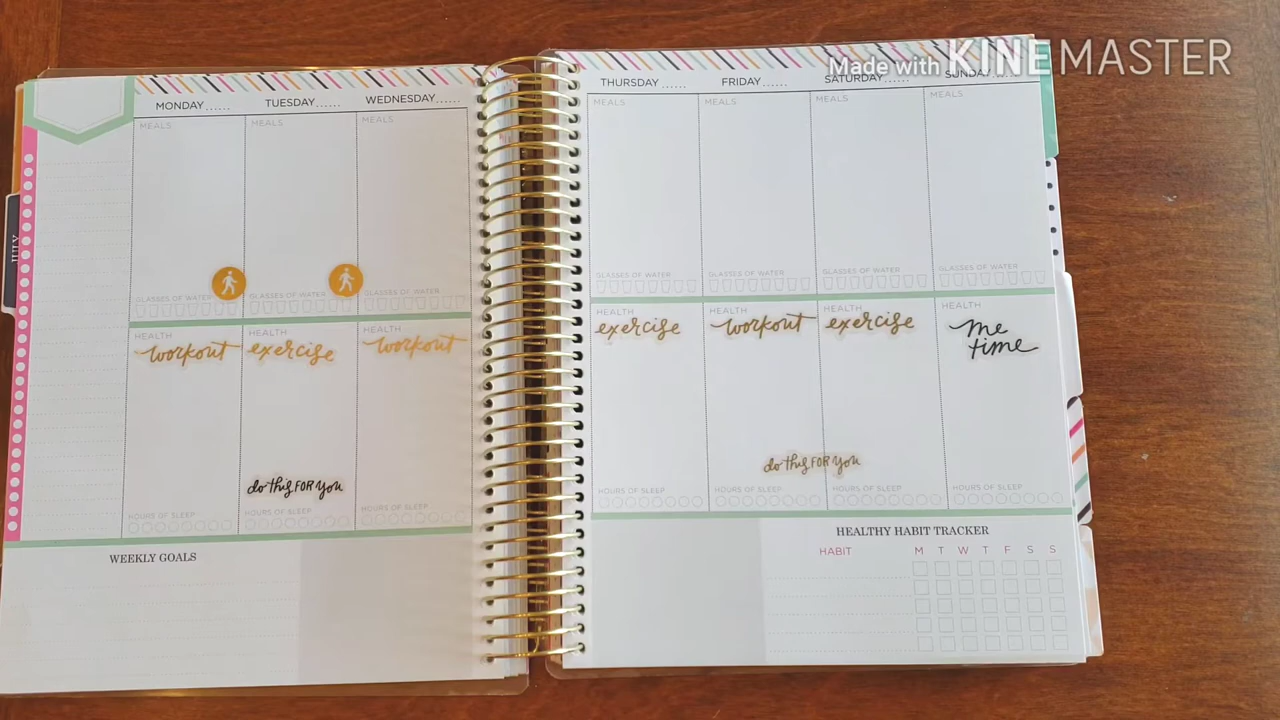 Made with KINEMASTER
MONDAY...... TUESDAY...... WEDNESDAY......
MEALS MEALS MEALS
GLASSES OF WATER GLASSES OF WATER GLASSES OF WATER
HEALTH HEALTH HEALTH
workout exercise workout
do this FOR you
HOURS OF SLEEP HOURS OF SLEEP HOURS OF SLEEP
WEEKLY GOALS
JULY
THURSDAY...... FRIDAY...... SATURDAY...... SUNDAY......
MEALS MEALS MEALS MEALS
GLASSES OF WATER GLASSES OF WATER GLASSES OF WATER GLASSES OF WATER
HEALTH HEALTH HEALTH HEALTH
exercise workout exercise me
time
do this FOR you
HOURS OF SLEEP HOURS OF SLEEP HOURS OF SLEEP HOURS OF SLEEP
HEALTHY HABIT TRACKER
HABIT M T W T F S S